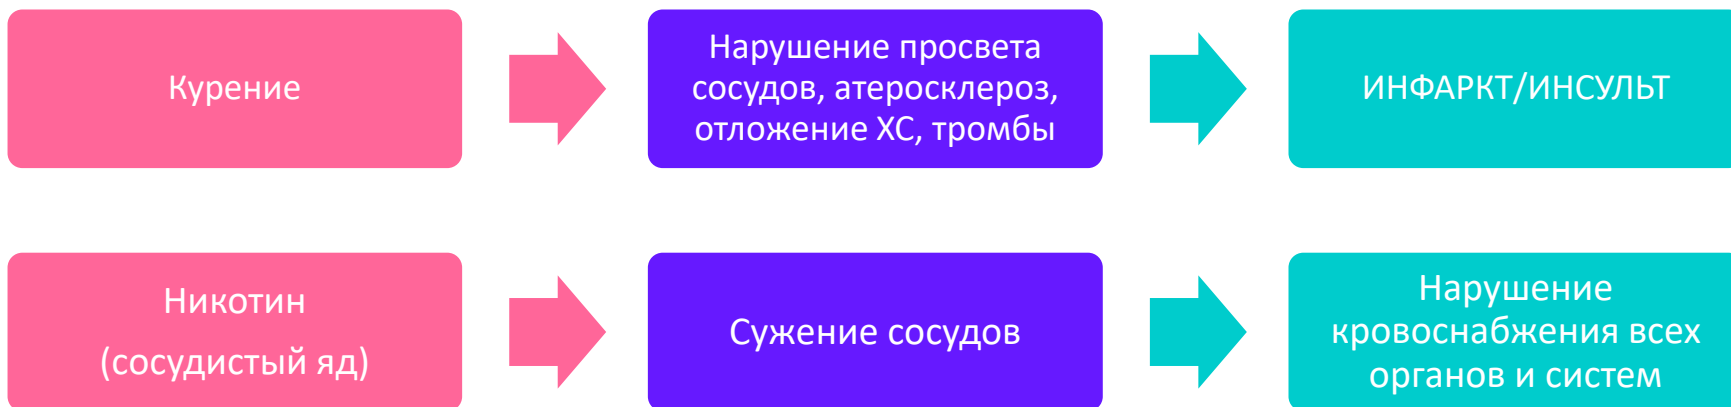 Курение
Нарушение просвета
сосудов, атеросклероз,
отложение ХС, тромбы
ИНФАРКТ/ИНСУЛЬТ
Никотин
(сосудистый яд)
Сужение сосудов
Нарушение
кровоснабжения всех
органов и систем